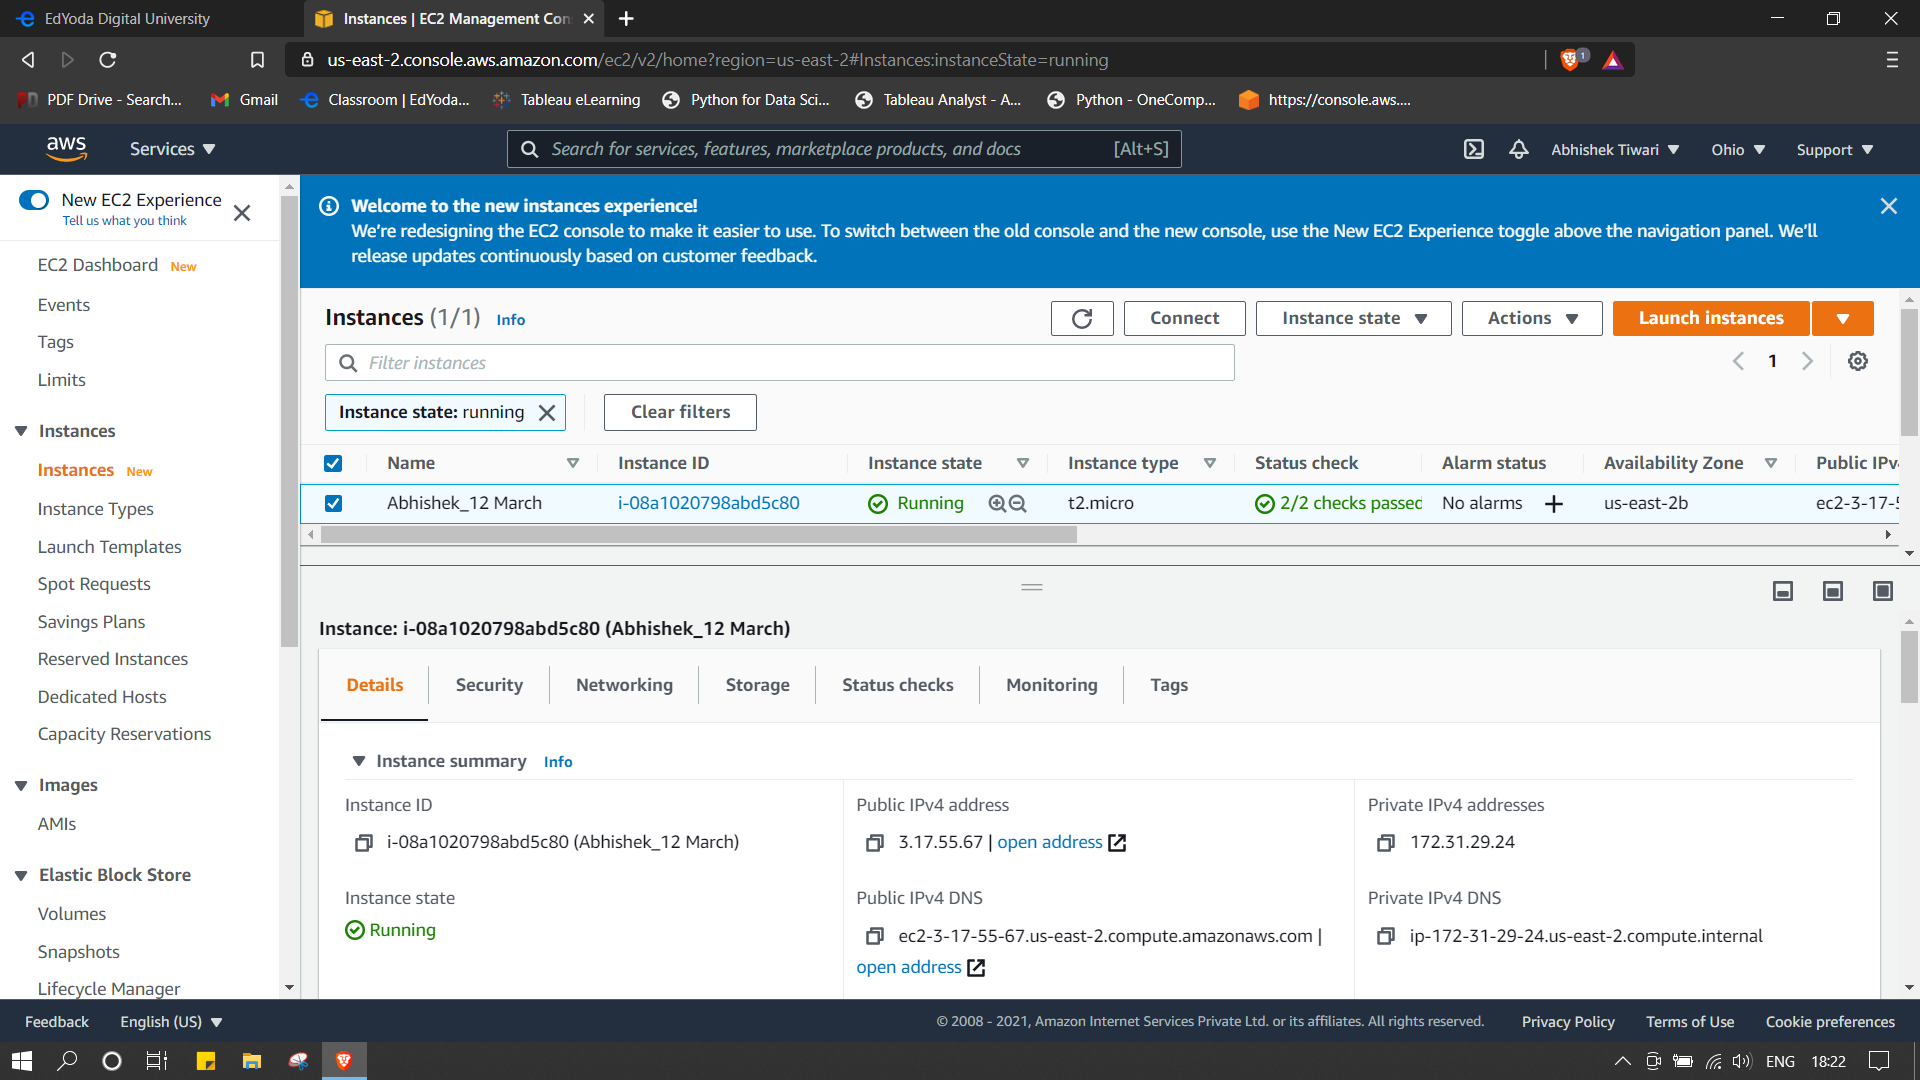 EdYoda Digital University
Instances | EC2 Management Con
us-east-2.console.aws.amazon.com/ec2/v2/home?region=us-east-2#Instances:instanceState=running
1
PDF Drive - Search...
Gmail
Classroom | EdYoda...
Tableau eLearning
Python for Data Sci...
Tableau Analyst - A...
Python - OneComp...
https://console.aws....
aws
Services
Search for services, features, marketplace products, and docs
[Alt+S]
Abhishek Tiwari
Ohio
Support
New EC2 Experience
Tell us what you think
EC2 Dashboard New
Events
Tags
Limits
Instances
Instances New
Instance Types
Launch Templates
Spot Requests
Savings Plans
Reserved Instances
Dedicated Hosts
Capacity Reservations
Images
AMIs
Elastic Block Store
Volumes
Snapshots
Lifecycle Manager
Welcome to the new instances experience!
We're redesigning the EC2 console to make it easier to use. To switch between the old console and the new console, use the New EC2 Experience toggle above the navigation panel. We'll
release updates continuously based on customer feedback.
Instances (1/1) Info
Connect
Instance state
Actions
Launch instances
Filter instances
1
Instance state: running
Clear filters
Name
Instance ID
Instance state
Instance type
Status check
Alarm status
Availability Zone
Public IPv
Abhishek_12 March
i-08a1020798abd5c80
Running
t2.micro
2/2 checks passed
No alarms
us-east-2b
ec2-3-17-5
Instance: i-08a1020798abd5c80 (Abhishek_12 March)
Details
Security
Networking
Storage
Status checks
Monitoring
Tags
Instance summary Info
Instance ID
i-08a1020798abd5c80 (Abhishek_12 March)
Public IPv4 address
3.17.55.67 | open address
Private IPv4 addresses
172.31.29.24
Instance state
Running
Public IPv4 DNS
ec2-3-17-55-67.us-east-2.compute.amazonaws.com |
open address
Private IPv4 DNS
ip-172-31-29-24.us-east-2.compute.internal
Feedback
English (US)
© 2008 - 2021, Amazon Internet Services Private Ltd. or its affiliates. All rights reserved.
Privacy Policy
Terms of Use
Cookie preferences
ENG
18:22